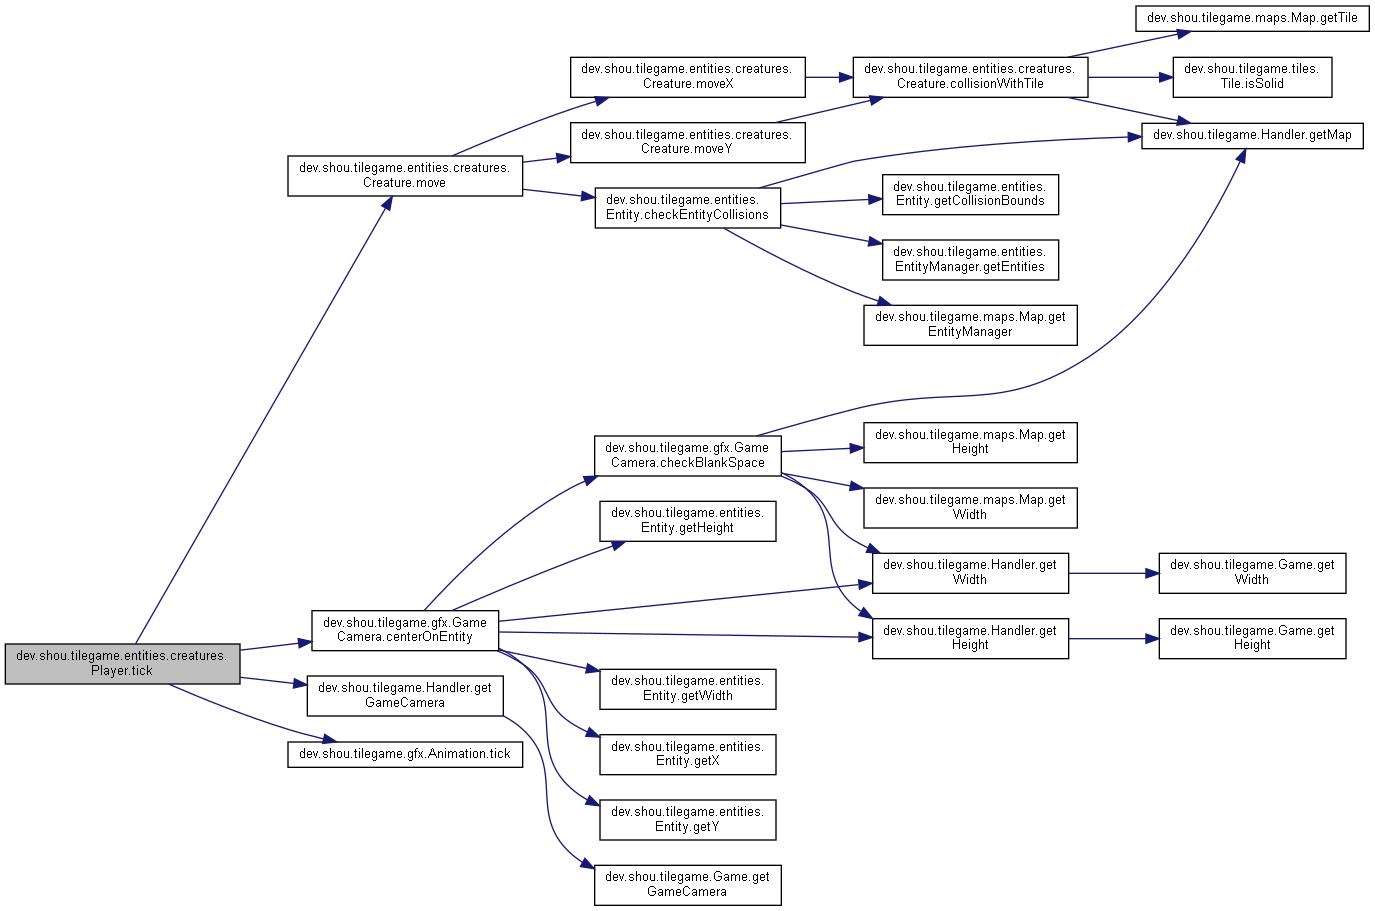 dev.shou.tilegame.maps.Map.getTile
dev.shou.tilegame.entities.creatures.
Creature.moveX
dev.shou.tilegame.entities.creatures.
Creature.collisionWithTile
dev.shou.tilegame.tiles.
Tile.isSolid
dev.shou.tilegame.entities.creatures.
Creature.moveY
dev.shou.tilegame.Handler.getMap
dev.shou.tilegame.entities.creatures.
Creature.move
dev.shou.tilegame.entities.
Entity.checkEntityCollisions
dev.shou.tilegame.entities.
Entity.getCollisionBounds
dev.shou.tilegame.entities.
EntityManager.getEntities
dev.shou.tilegame.maps.Map.get
EntityManager
dev.shou.tilegame.gfx.Game
Camera.checkBlankSpace
dev.shou.tilegame.maps.Map.get
Height
dev.shou.tilegame.maps.Map.get
Width
dev.shou.tilegame.entities.
Entity.getHeight
dev.shou.tilegame.Handler.get
Width
dev.shou.tilegame.Game.get
Width
dev.shou.tilegame.gfx.Game
Camera.centerOnEntity
dev.shou.tilegame.Handler.get
Height
dev.shou.tilegame.Game.get
Height
dev.shou.tilegame.entities.creatures.
Player.tick
dev.shou.tilegame.Handler.get
GameCamera
dev.shou.tilegame.entities.
Entity.getWidth
dev.shou.tilegame.gfx.Animation.tick
dev.shou.tilegame.entities.
Entity.getX
dev.shou.tilegame.entities.
Entity.getY
dev.shou.tilegame.Game.get
GameCamera